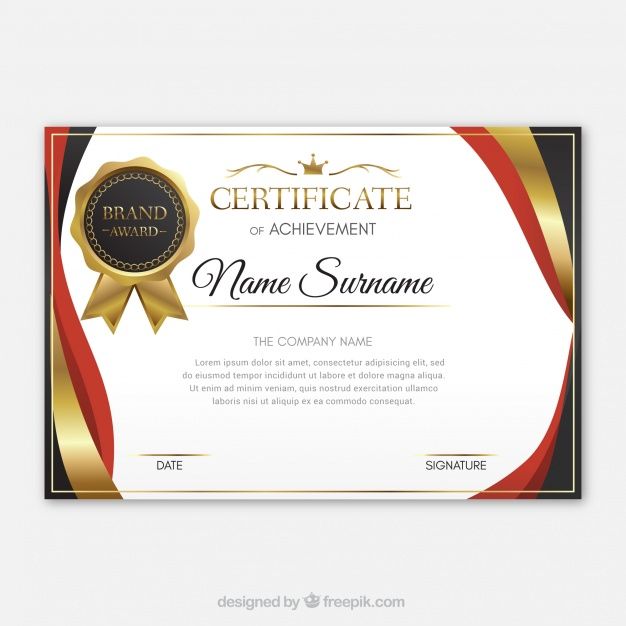 BRAND
AWARD
CERTIFICATE
OF ACHIEVEMENT
Name Surname
THE COMPANY NAME
Lorem ipsum dolor sit amet, consectetur adipiscing elit,
sed do eiusmod tempor incididunt ut labore et dolore
magna aliqua. Ut enim ad minim veniam, quis nostrud
exercitation ullamco laboris nisi ut aliquip ex ea
commodo consequat.
DATE
SIGNATURE
designed by freepik.com